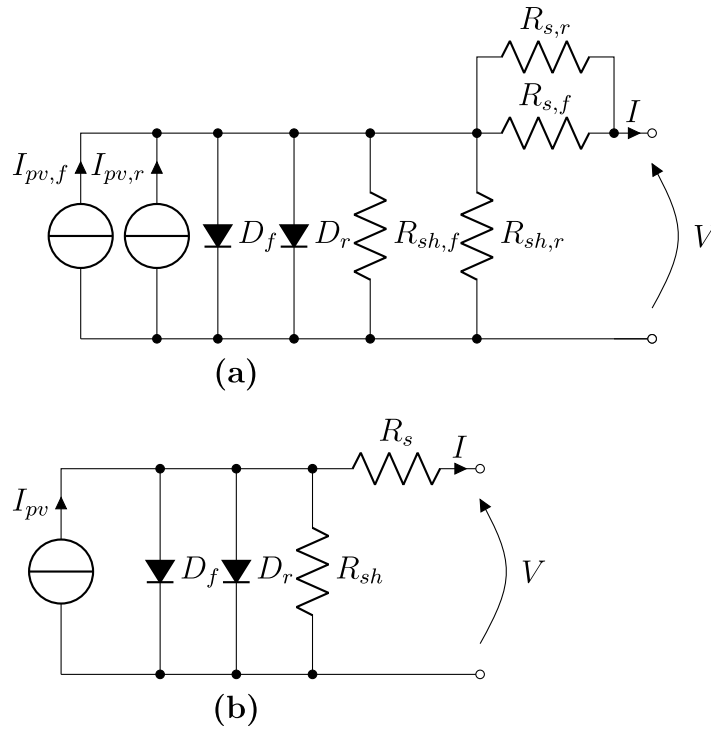 R_{s,r}
R_{s,f}
I
I_{pv,f} I_{pv,r}
D_f D_r R_{sh,f} R_{sh,r} V
(a)
R_s I
I_{pv}
D_f D_r R_{sh} V
(b)